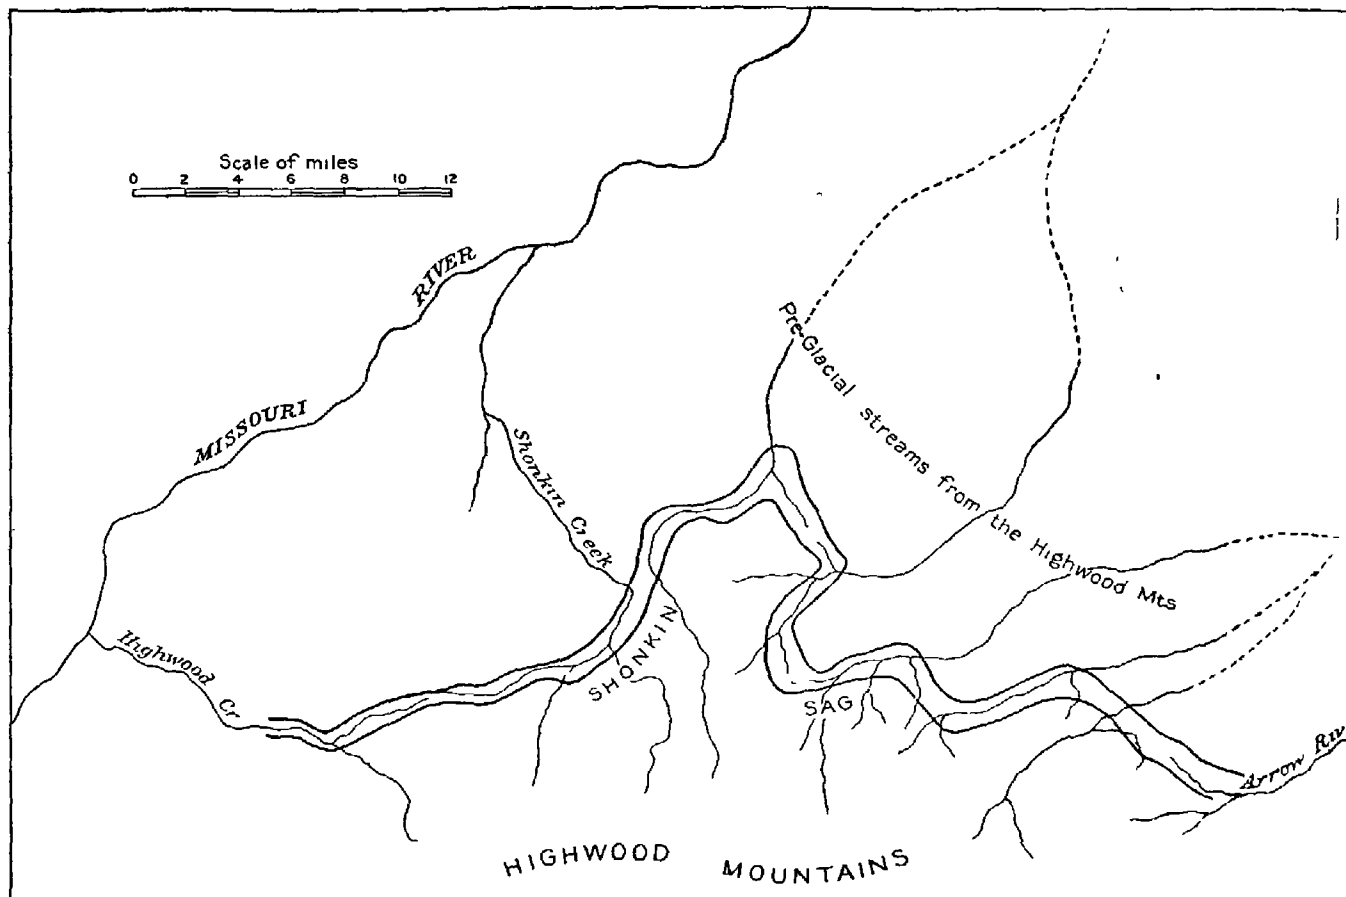 Scale of miles
0 2 4 6 8 10 12
MISSOURI RIVER
Pre-Glacial streams from the Highwood Mts
Shonkin Creek
Highwood Cr
SHONKIN SAG
Arrow Riv
HIGHWOOD MOUNTAINS